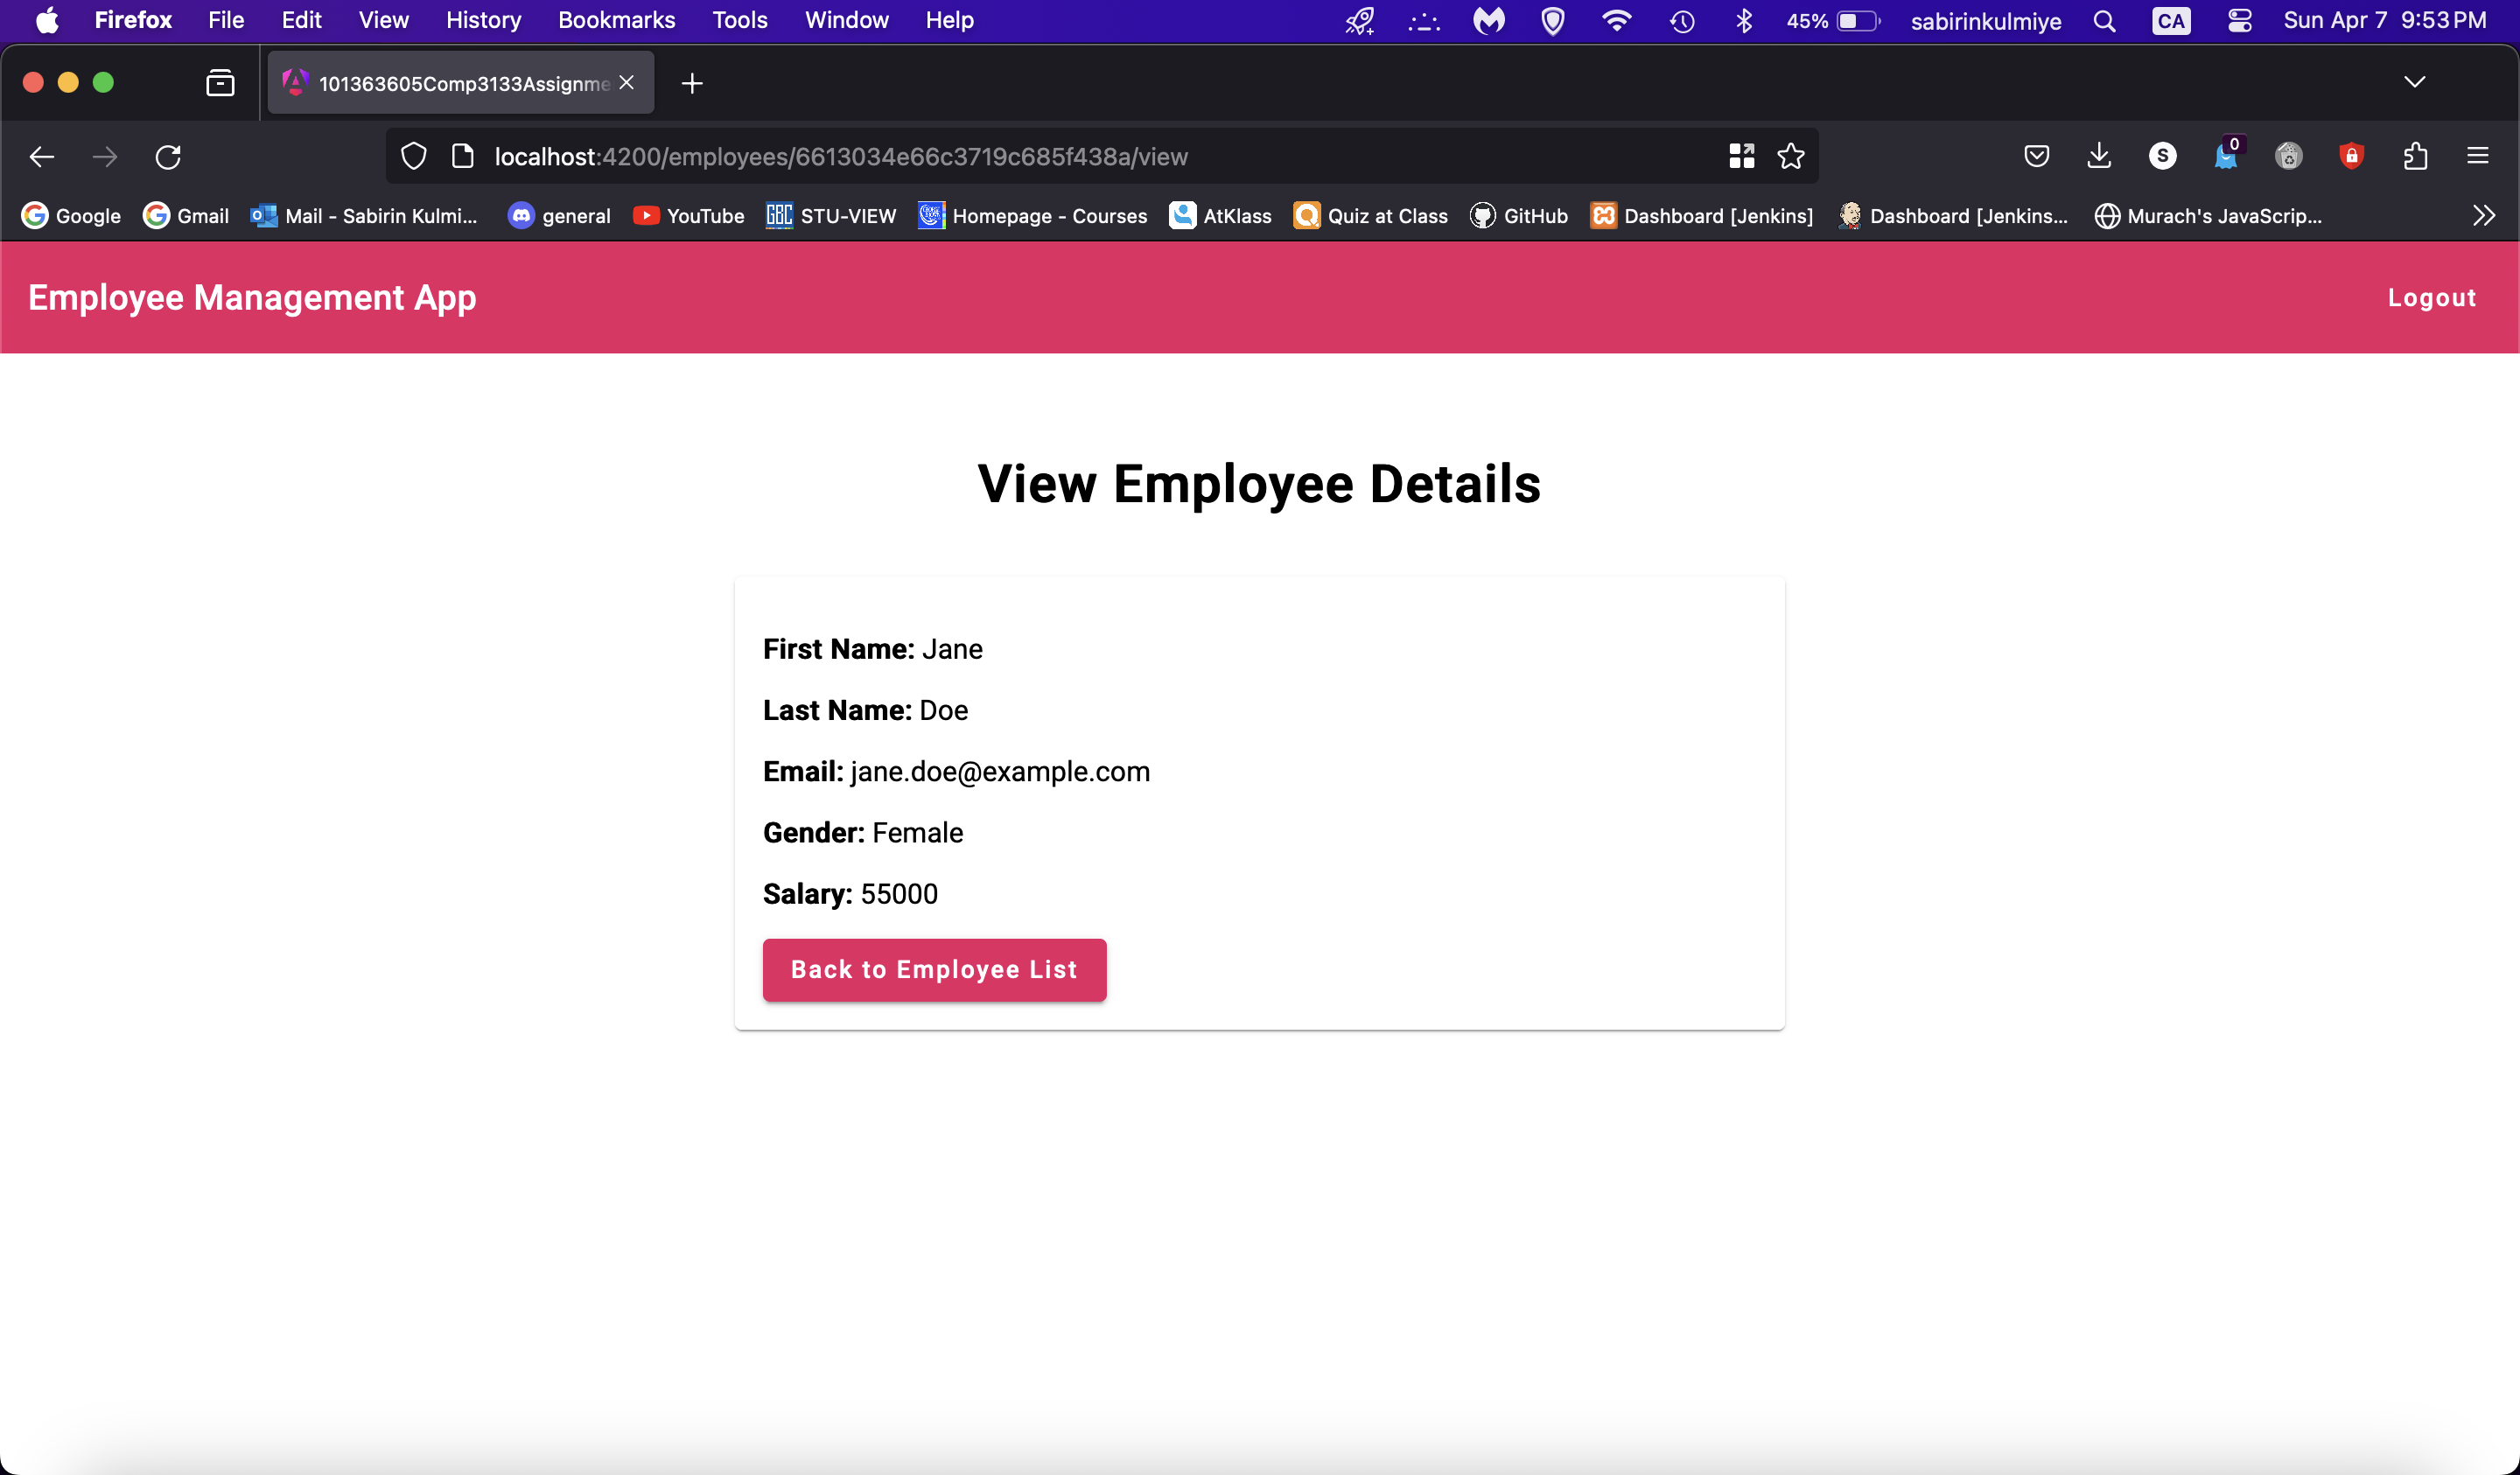 Firefox File Edit View History Bookmarks Tools Window Help 45% sabirinkulmiye CA Sun Apr 7 9:53 PM
101363605Comp3133Assignme
localhost:4200/employees/6613034e66c3719c685f438a/view S 0
Google Gmail Mail - Sabirin Kulmi... general YouTube GBC STU-VIEW Homepage - Courses AtKlass Quiz at Class GitHub Dashboard [Jenkins] Dashboard [Jenkins... Murach's JavaScrip...
Employee Management App Logout
View Employee Details
First Name: Jane
Last Name: Doe
Email: jane.doe@example.com
Gender: Female
Salary: 55000
Back to Employee List